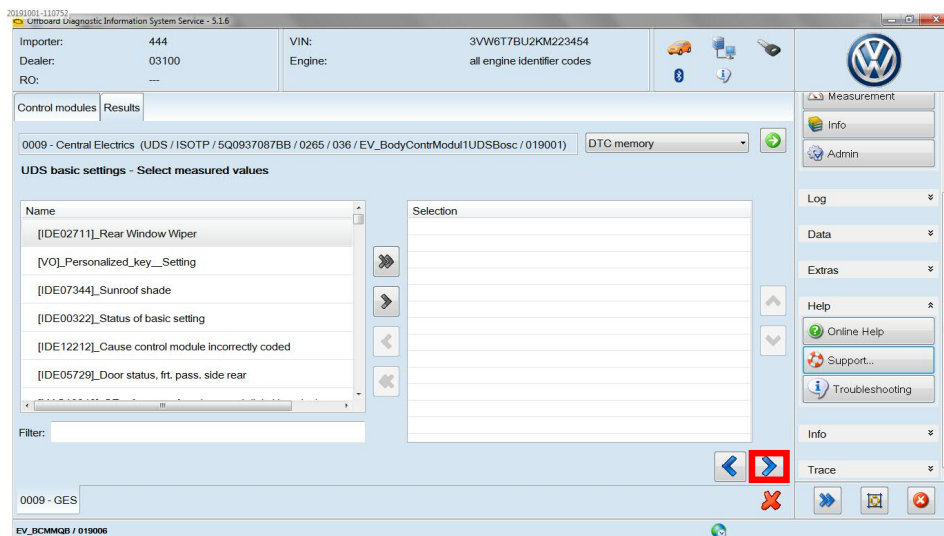 20191001-110752
Offboard Diagnostic Information System Service - 5.1.6
Importer: 444 VIN: 3VW6T7BU2KM223454
Dealer: 03100 Engine: all engine identifier codes
RO: ---
Control modules Results
0009 - Central Electrics (UDS / ISOTP / 5Q0937087BB / 0265 / 036 / EV_BodyContrModul1UDSBosc / 019001) DTC memory
UDS basic settings - Select measured values
Name Selection
[IDE02711]_Rear Window Wiper
[VO]_Personalized_key__Setting
[IDE07344]_Sunroof shade
[IDE00322]_Status of basic setting
[IDE12212]_Cause control module incorrectly coded
[IDE05729]_Door status, frt. pass. side rear
Filter:
0009 - GES
EV_BCMMQB / 019006
Measurement
Info
Admin
Log
Data
Extras
Help
Online Help
Support...
Troubleshooting
Info
Trace